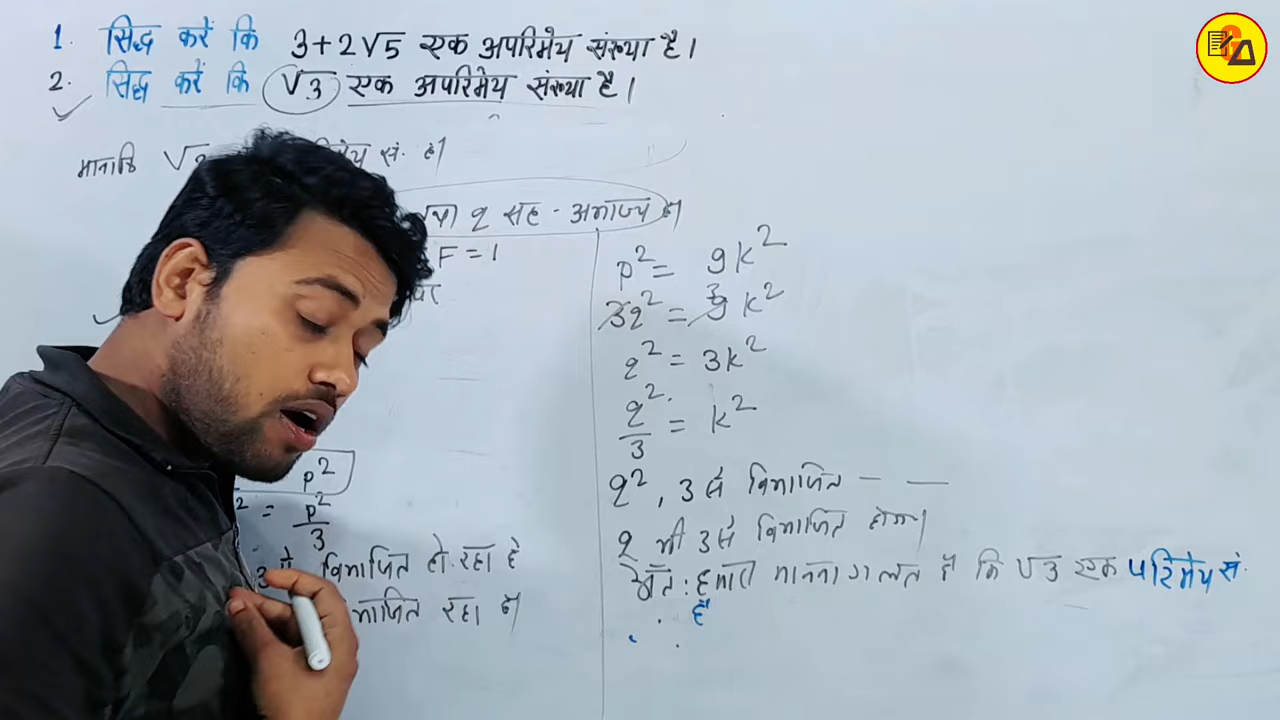 1. सिद्ध करें कि 3+2√5 एक अपरिमेय संख्या है।
2. सिद्ध करें कि √3 एक अपरिमेय संख्या है।
मानाकि सं. है।
q सह-अभाज्य है।
F = 1
p²
² = p²/3
3 से विभाजित हो रहा है
भाजित रहा है।
p² = 9k²
3q² = 9k²
3
q² = 3k²
q²/3 = k²
q², 3 से विभाजित — —
q भी 3 से विभाजित होगा।
अतः हमारा मानना गलत है कि √3 एक परिमेय सं.
है